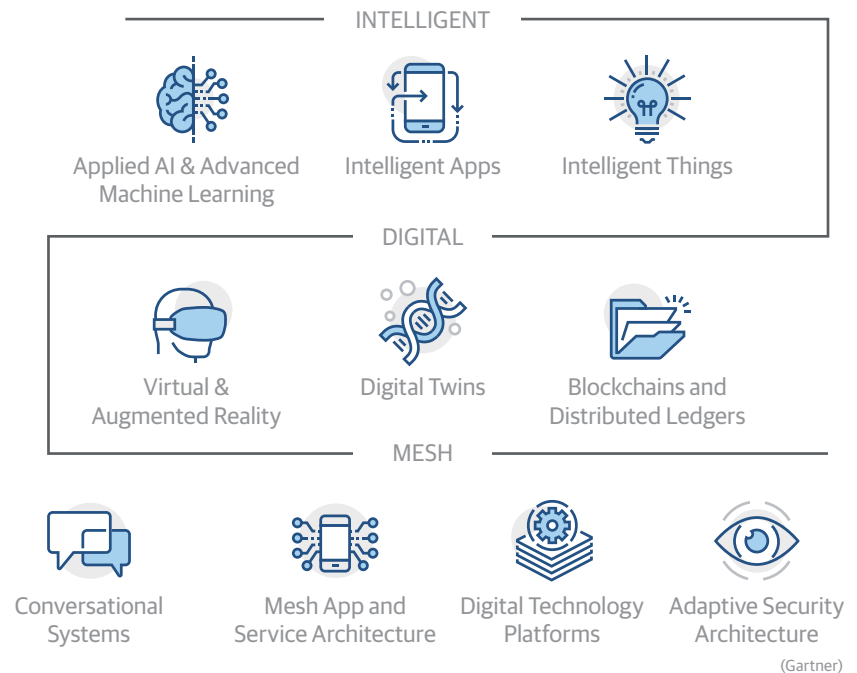 INTELLIGENT
Applied AI & Advanced
Machine Learning
Intelligent Apps
Intelligent Things
DIGITAL
Virtual &
Augmented Reality
Digital Twins
Blockchains and
Distributed Ledgers
MESH
Conversational
Systems
Mesh App and
Service Architecture
Digital Technology
Platforms
Adaptive Security
Architecture
(Gartner)